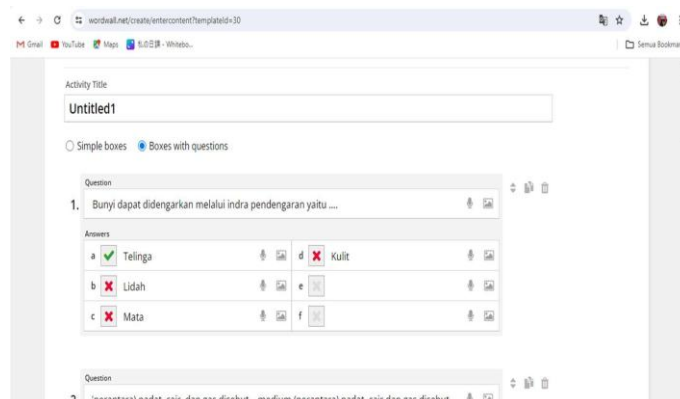 wordwall.net/create/entercontent?templateId=30
Gmail YouTube Maps Semua Bookmar
Activity Title
Untitled1
Simple boxes Boxes with questions
Question
1. Bunyi dapat didengarkan melalui indra pendengaran yaitu ....
Answers
a Telinga d Kulit
b Lidah e
c Mata f
Question